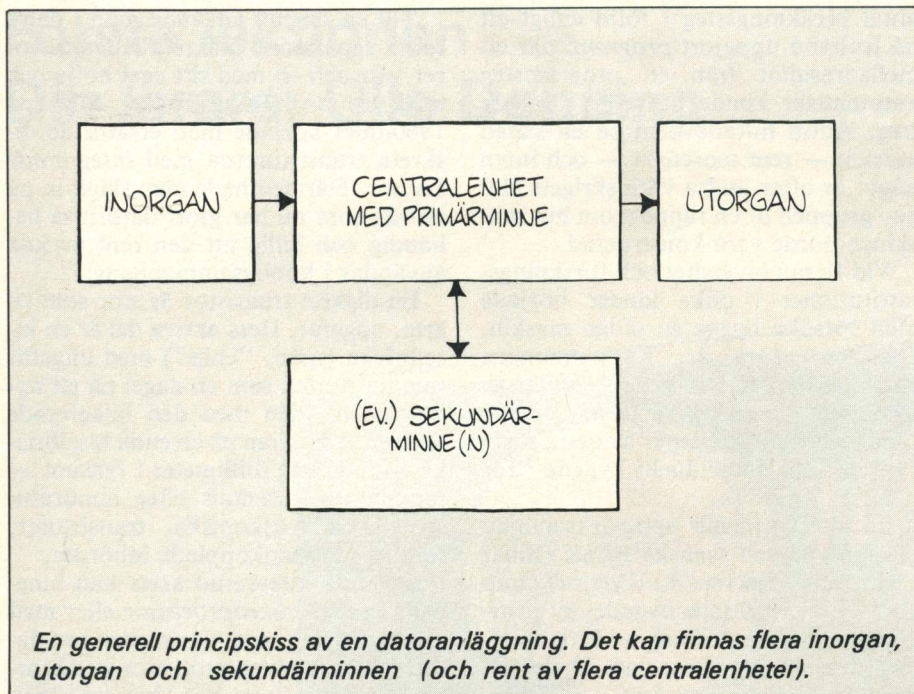 INORGAN
CENTRALENHET
MED PRIMÄRMINNE
UTORGAN
(EV.) SEKUNDÄR-
MINNE(N)
En generell principskiss av en datoranläggning. Det kan finnas flera inorgan,
utorgan och sekundärminnen (och rent av flera centralenheter).